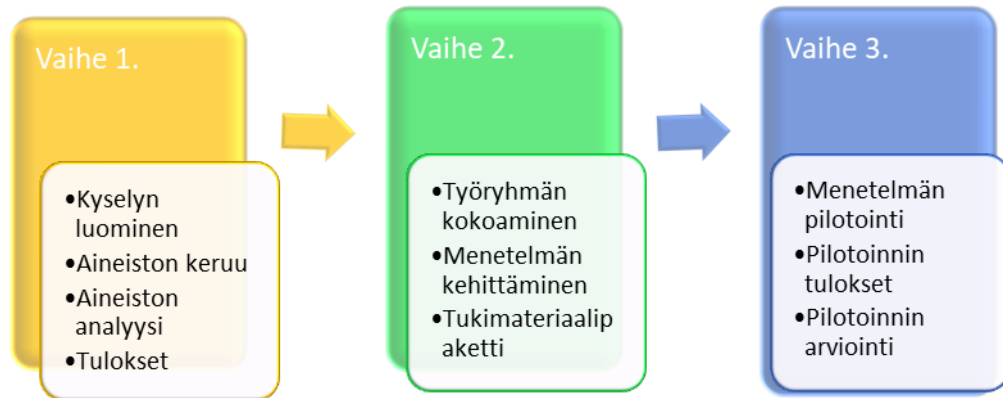 Vaihe 1.
•Kyselyn
luominen
•Aineiston keruu
•Aineiston
analyysi
•Tulokset
Vaihe 2.
•Työryhmän
kokoaminen
•Menetelmän
kehittäminen
•Tukimateriaalip
aketti
Vaihe 3.
•Menetelmän
pilotointi
•Pilotoinnin
tulokset
•Pilotoinnin
arviointi